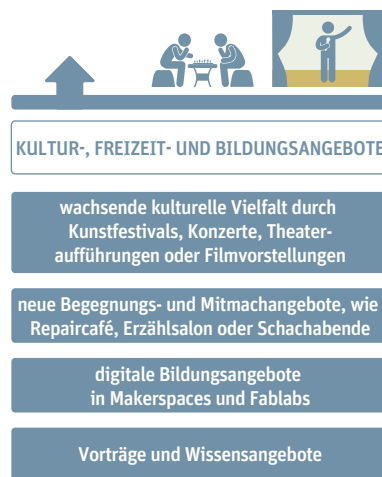 KULTUR-, FREIZEIT- UND BILDUNGSANGEBOTE
wachsende kulturelle Vielfalt durch
Kunstfestivals, Konzerte, Theater-
aufführungen oder Filmvorstellungen
neue Begegnungs- und Mitmachangebote, wie
Repaircafé, Erzählsalon oder Schachabende
digitale Bildungsangebote
in Makerspaces und Fablabs
Vorträge und Wissensangebote